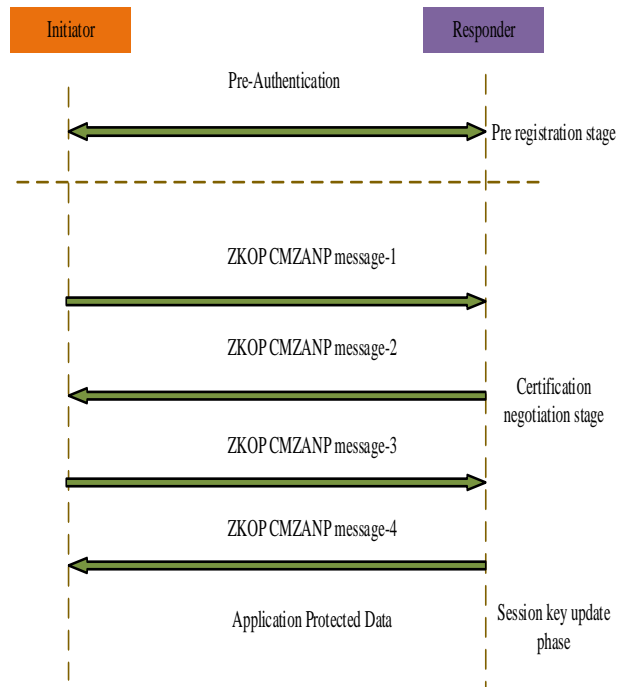 Initiator
Responder
Pre-Authentication
Pre registration stage
ZKOP CMZANP message-1
ZKOP CMZANP message-2
Certification
negotiation stage
ZKOP CMZANP message-3
ZKOP CMZANP message-4
Application Protected Data
Session key update
phase